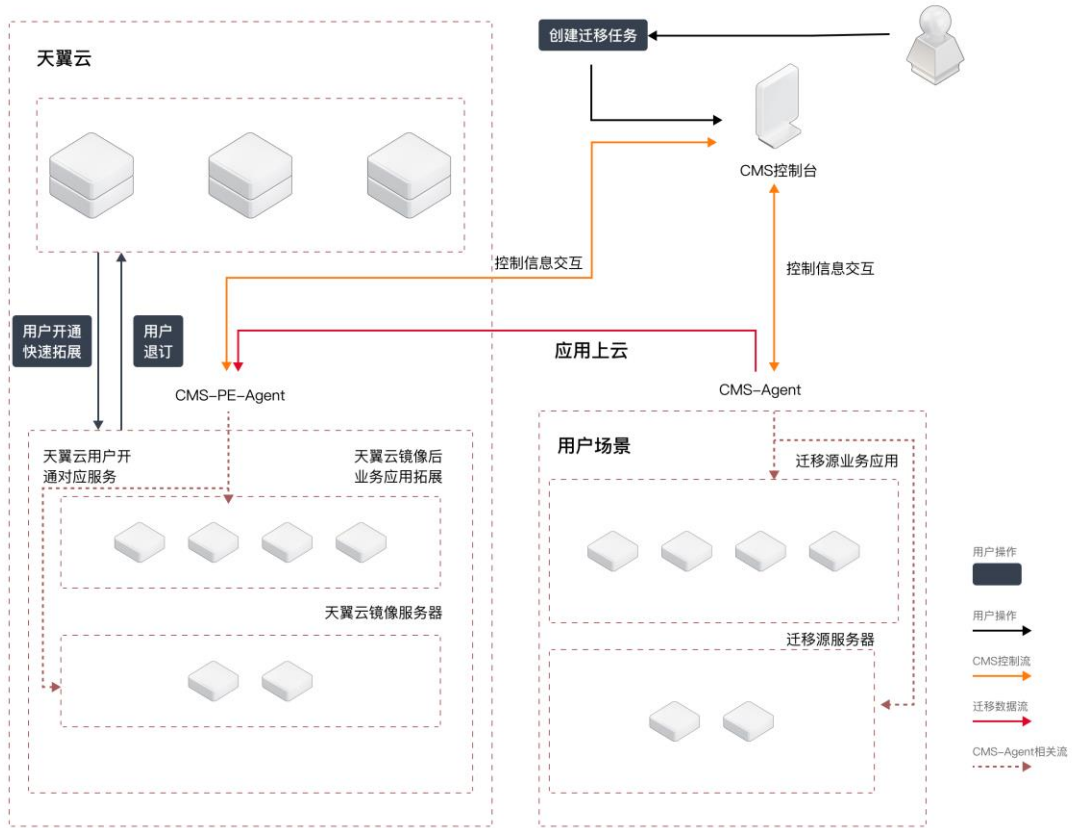 天翼云
创建迁移任务
CMS控制台
控制信息交互
控制信息交互
用户开通
快速拓展
用户
退订
应用上云
CMS-PE-Agent
CMS-Agent
天翼云用户开
通对应服务
天翼云镜像后
业务应用拓展
天翼云镜像服务器
用户场景
迁移源业务应用
迁移源服务器
用户操作
用户操作
CMS控制流
迁移数据流
CMS-Agent相关流